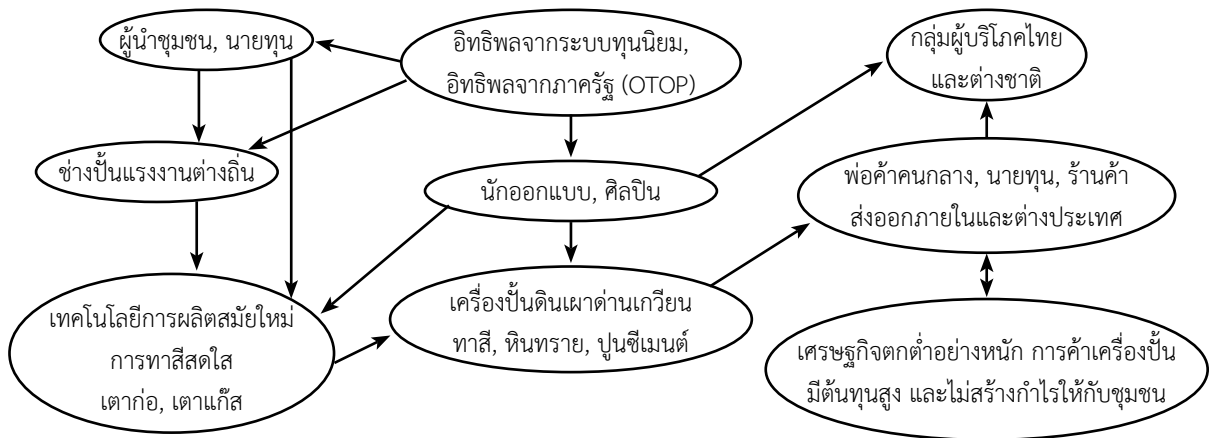 ผู้นำชุมชน, นายทุน
อิทธิพลจากระบบทุนนิยม,
อิทธิพลจากภาครัฐ (OTOP)
กลุ่มผู้บริโภคไทย
และต่างชาติ
ช่างปั้นแรงงานต่างถิ่น
นักออกแบบ, ศิลปิน
พ่อค้าคนกลาง, นายทุน, ร้านค้า
ส่งออกภายในและต่างประเทศ
เทคโนโลยีการผลิตสมัยใหม่
การทาสีสดใส
เตาก่อ, เตาแก๊ส
เครื่องปั้นดินเผาด่านเกวียน
ทาสี, หินทราย, ปูนซีเมนต์
เศรษฐกิจตกต่ำอย่างหนัก การค้าเครื่องปั้น
มีต้นทุนสูง และไม่สร้างกำไรให้กับชุมชน